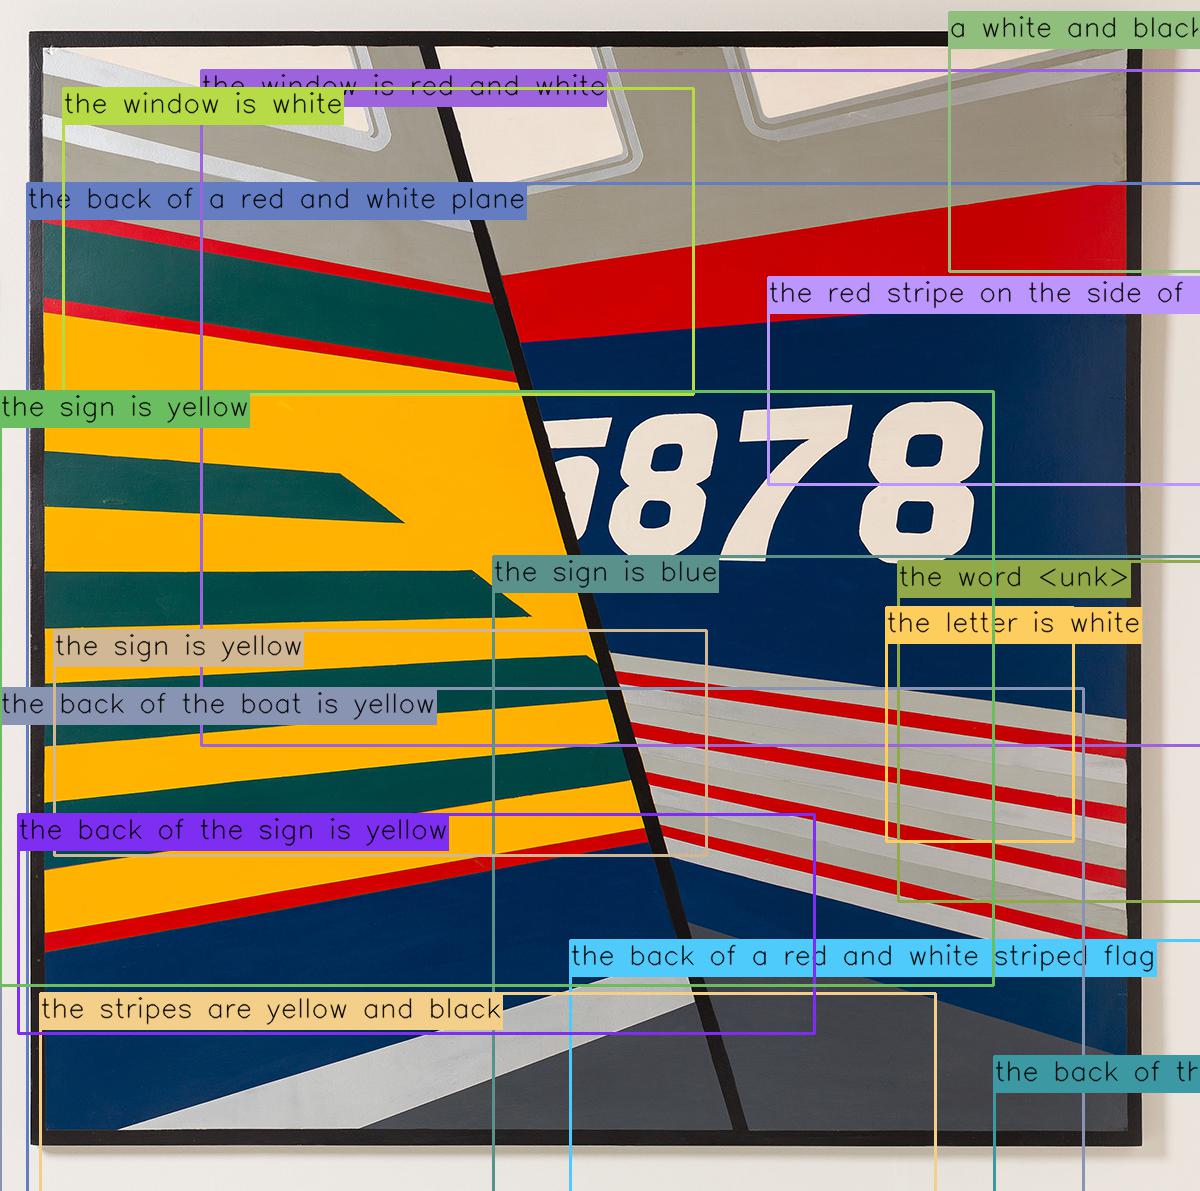 a white and black
the window is red and white
the window is white
the back of a red and white plane
the red stripe on the side of
the sign is yellow
5878
the sign is blue
the word <unk>
the letter is white
the sign is yellow
the back of the boat is yellow
the back of the sign is yellow
the back of a red and white striped flag
the stripes are yellow and black
the back of th